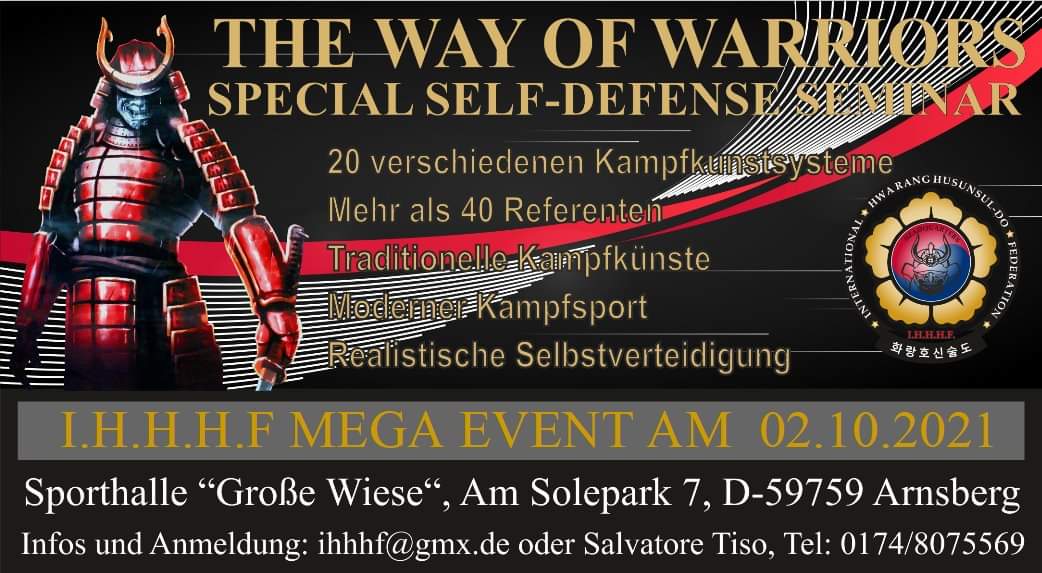 THE WAY OF WARRIORS
SPECIAL SELF-DEFENSE SEMINAR
20 verschiedenen Kampfkunstsysteme
Mehr als 40 Referenten
Traditionelle Kampfkünste
Moderner Kampfsport
Realistische Selbstverteidigung
INTERNATIONAL ★ HWARANG HUSUNSUL-DO ★ FEDERATION
HEADQUARTERS
I.H.H.H.F.
화랑호신술도
I.H.H.H.F MEGA EVENT AM 02.10.2021
Sporthalle “Große Wiese“, Am Solepark 7, D-59759 Arnsberg
Infos und Anmeldung: ihhhf@gmx.de oder Salvatore Tiso, Tel: 0174/8075569